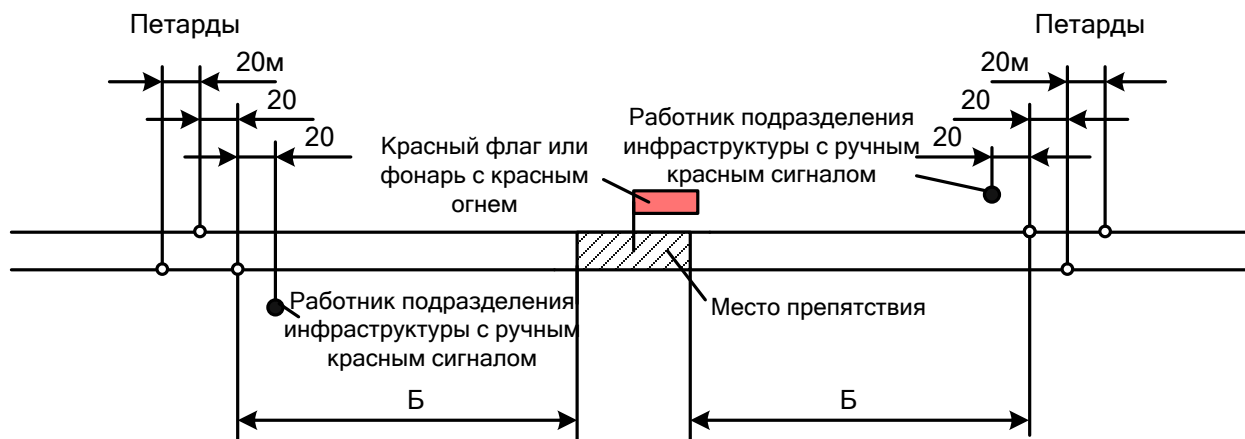 Петарды
Петарды
20м
20м
20
20
20
20
Красный флаг или
фонарь с красным
огнем
Работник подразделения
инфраструктуры с ручным
красным сигналом
Работник подразделения
инфраструктуры с ручным
красным сигналом
Место препятствия
Б
Б